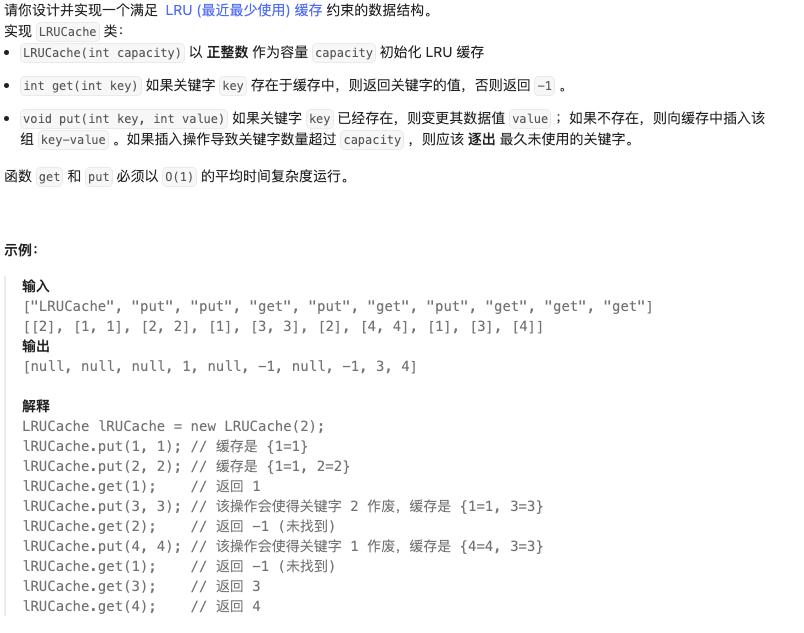 请你设计并实现一个满足 LRU (最近最少使用) 缓存 约束的数据结构。
实现 LRUCache 类：
• LRUCache(int capacity) 以 正整数 作为容量 capacity 初始化 LRU 缓存
• int get(int key) 如果关键字 key 存在于缓存中，则返回关键字的值，否则返回 -1 。
• void put(int key, int value) 如果关键字 key 已经存在，则变更其数据值 value ；如果不存在，则向缓存中插入该
组 key-value 。如果插入操作导致关键字数量超过 capacity ，则应该 逐出 最久未使用的关键字。
函数 get 和 put 必须以 O(1) 的平均时间复杂度运行。
示例：
输入
["LRUCache", "put", "put", "get", "put", "get", "put", "get", "get", "get"]
[[2], [1, 1], [2, 2], [1], [3, 3], [2], [4, 4], [1], [3], [4]]
输出
[null, null, null, 1, null, -1, null, -1, 3, 4]
解释
LRUCache lRUCache = new LRUCache(2);
lRUCache.put(1, 1); // 缓存是 {1=1}
lRUCache.put(2, 2); // 缓存是 {1=1, 2=2}
lRUCache.get(1);    // 返回 1
lRUCache.put(3, 3); // 该操作会使得关键字 2 作废，缓存是 {1=1, 3=3}
lRUCache.get(2);    // 返回 -1 (未找到)
lRUCache.put(4, 4); // 该操作会使得关键字 1 作废，缓存是 {4=4, 3=3}
lRUCache.get(1);    // 返回 -1 (未找到)
lRUCache.get(3);    // 返回 3
lRUCache.get(4);    // 返回 4